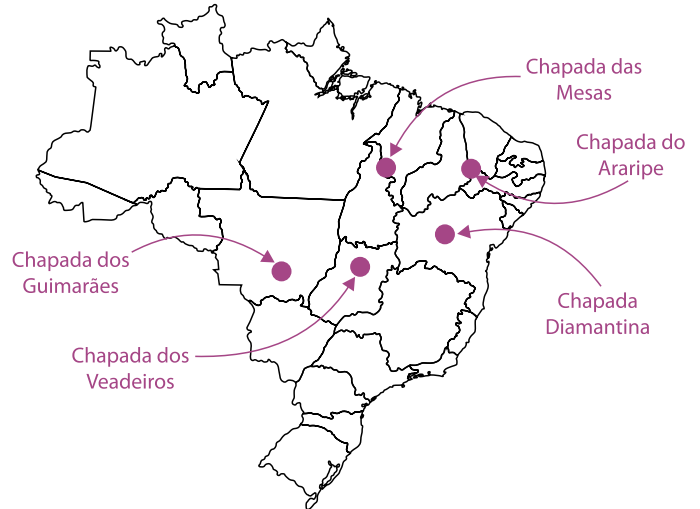 Chapada das
Mesas
Chapada do
Araripe
Chapada dos
Guimarães
Chapada
Diamantina
Chapada dos
Veadeiros